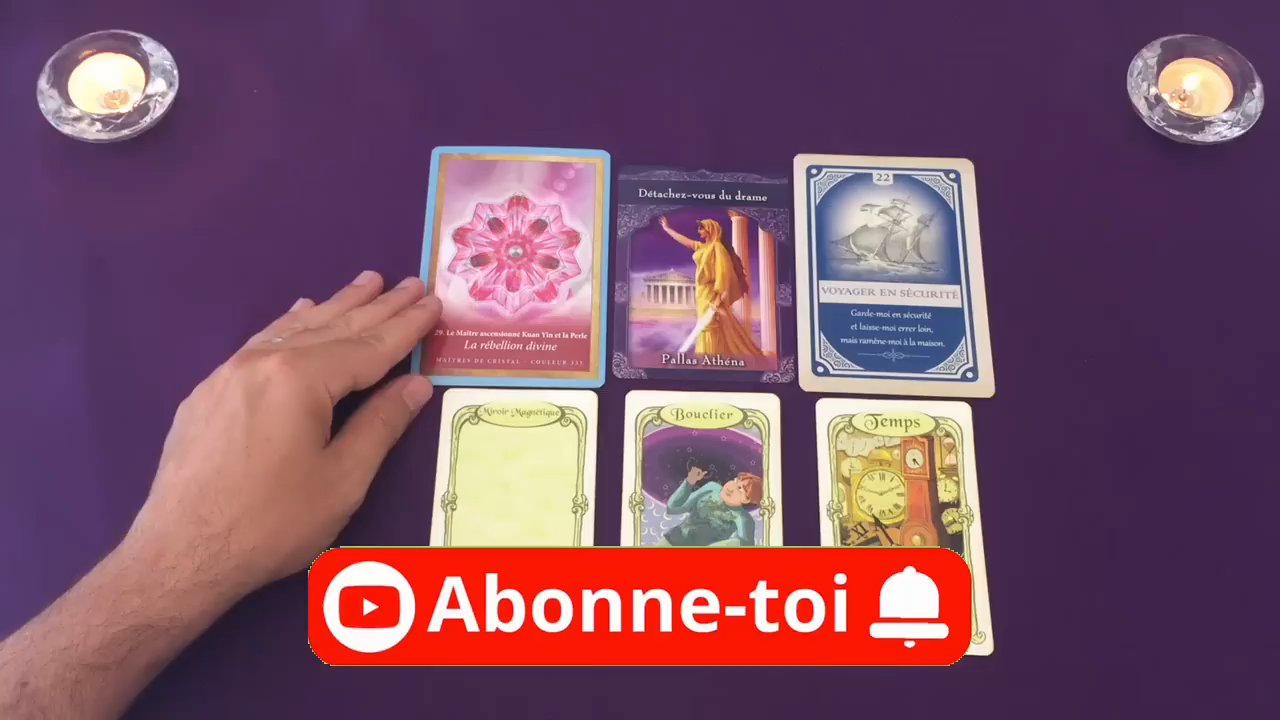 29. Le Maître ascensionné Kuan Yin et la Perle
La rébellion divine
MAÎTRES DE CRISTAL · COULEUR 333
Détachez-vous du drame
Pallas Athéna
22
VOYAGER EN SÉCURITÉ
Garde-moi en sécurité
et laisse-moi errer loin,
mais ramène-moi à la maison.
Miroir Magnétique
Bouclier
Temps
Abonne-toi